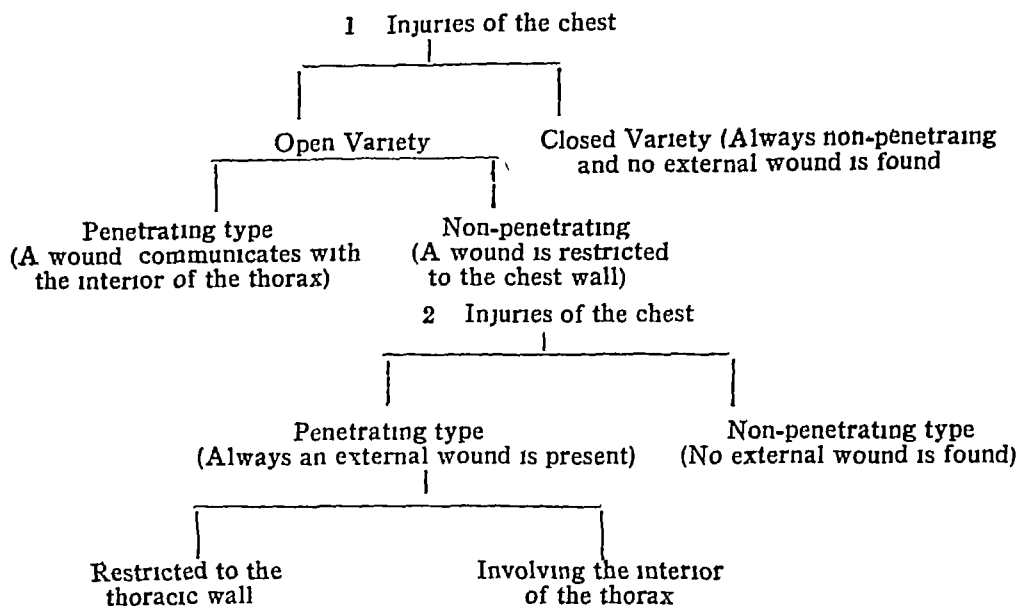 1 Injuries of the chest
Open Variety
Closed Variety (Always non-penetraing
and no external wound is found
Penetrating type
(A wound communicates with
the interior of the thorax)
Non-penetrating
(A wound is restricted
to the chest wall)
2 Injuries of the chest
Penetrating type
(Always an external wound is present)
Non-penetrating type
(No external wound is found)
Restricted to the
thoracic wall
Involving the interior
of the thorax